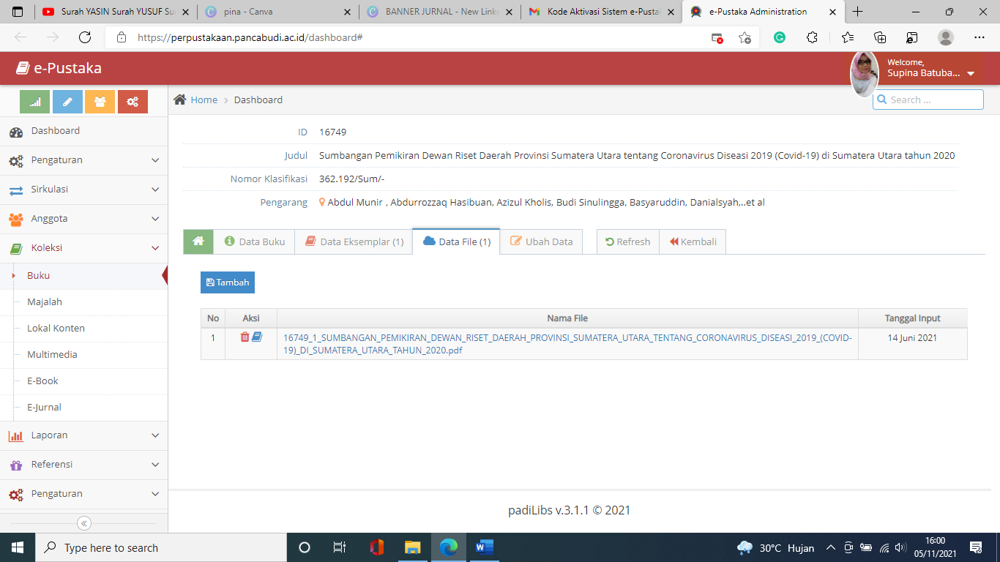 Surah YASIN Surah YUSUF Su
pina - Canva
BANNER JURNAL - New Linke
Kode Aktivasi Sistem e-Pustak
e-Pustaka Administration
https://perpustakaan.pancabudi.ac.id/dashboard#
e-Pustaka
Welcome,
Supina Batuba...
Home > Dashboard
Search ...
Dashboard
Pengaturan
Sirkulasi
Anggota
Koleksi
Buku
Majalah
Lokal Konten
Multimedia
E-Book
E-Jurnal
Laporan
Referensi
Pengaturan
ID 16749
Judul Sumbangan Pemikiran Dewan Riset Daerah Provinsi Sumatera Utara tentang Coronavirus Diseasi 2019 (Covid-19) di Sumatera Utara tahun 2020
Nomor Klasifikasi 362.192/Sum/-
Pengarang Abdul Munir , Abdurrozzaq Hasibuan, Azizul Kholis, Budi Sinulingga, Basyaruddin, Danialsyah,..et al
Data Buku Data Eksemplar (1) Data File (1) Ubah Data Refresh Kembali
Tambah
No Aksi Nama File Tanggal Input
1 16749_1_SUMBANGAN_PEMIKIRAN_DEWAN_RISET_DAERAH_PROVINSI_SUMATERA_UTARA_TENTANG_CORONAVIRUS_DISEASI_2019_(COVID- 14 Juni 2021
19)_DI_SUMATERA_UTARA_TAHUN_2020.pdf
padiLibs v.3.1.1 © 2021
Type here to search
30°C Hujan
16:00
05/11/2021